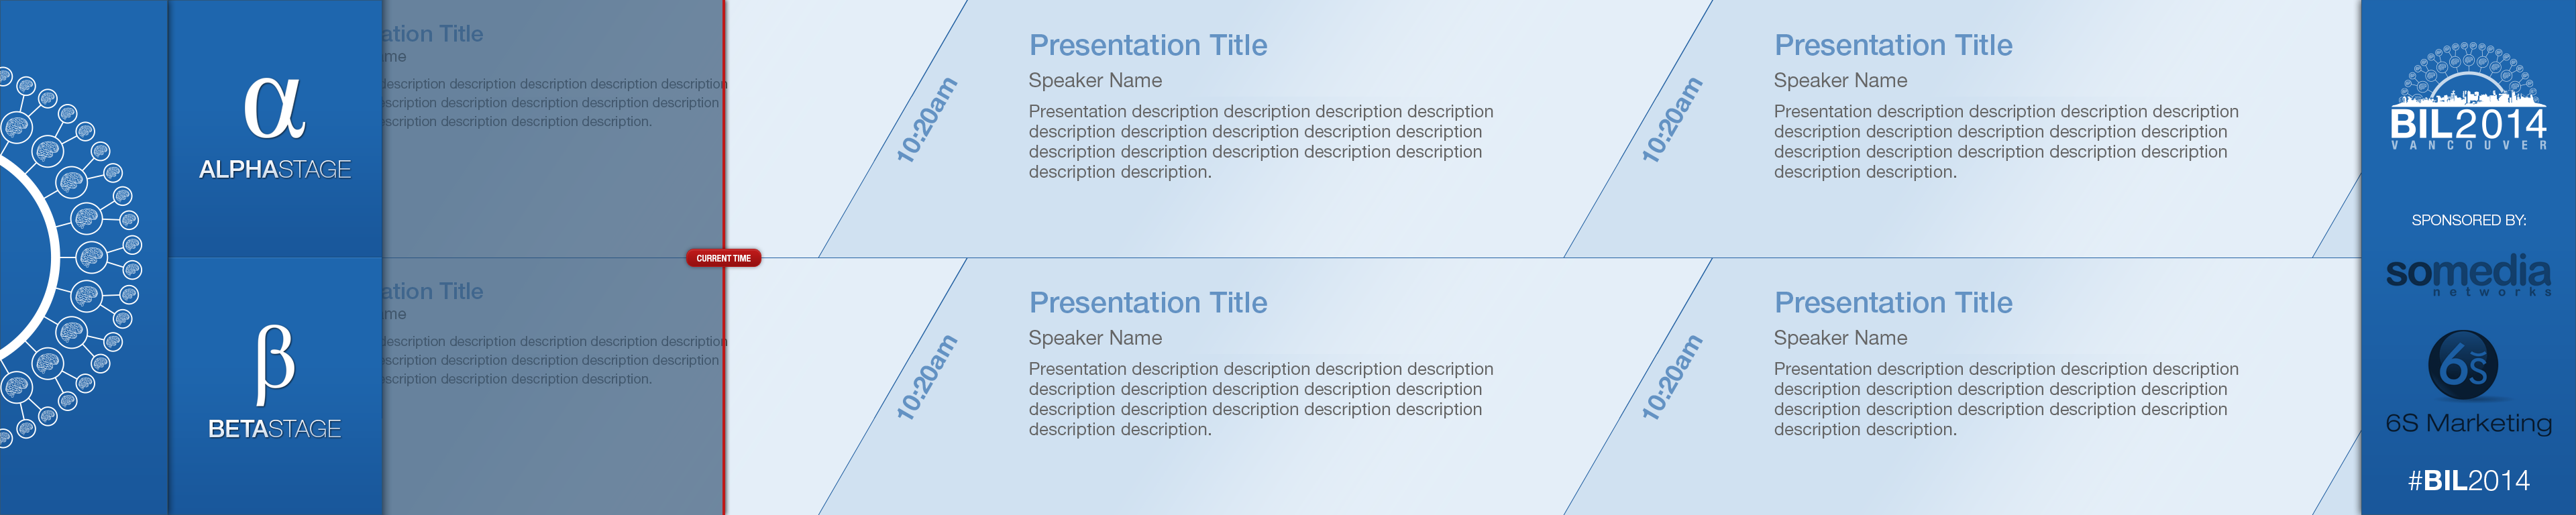 α
ALPHASTAGE
ation Title
me
description description description description description
scription description description description description
scription description description description.
10:20am
Presentation Title
Speaker Name
Presentation description description description description
description description description description description
description description description description description
description description.
10:20am
Presentation Title
Speaker Name
Presentation description description description description
description description description description description
description description description description description
description description.
CURRENT TIME
β
BETASTAGE
ation Title
me
description description description description description
scription description description description description
scription description description description.
10:20am
Presentation Title
Speaker Name
Presentation description description description description
description description description description description
description description description description description
description description.
10:20am
Presentation Title
Speaker Name
Presentation description description description description
description description description description description
description description description description description
description description.
BIL2014
VANCOUVER
SPONSORED BY:
somedia
networks
6S
6S Marketing
#BIL2014